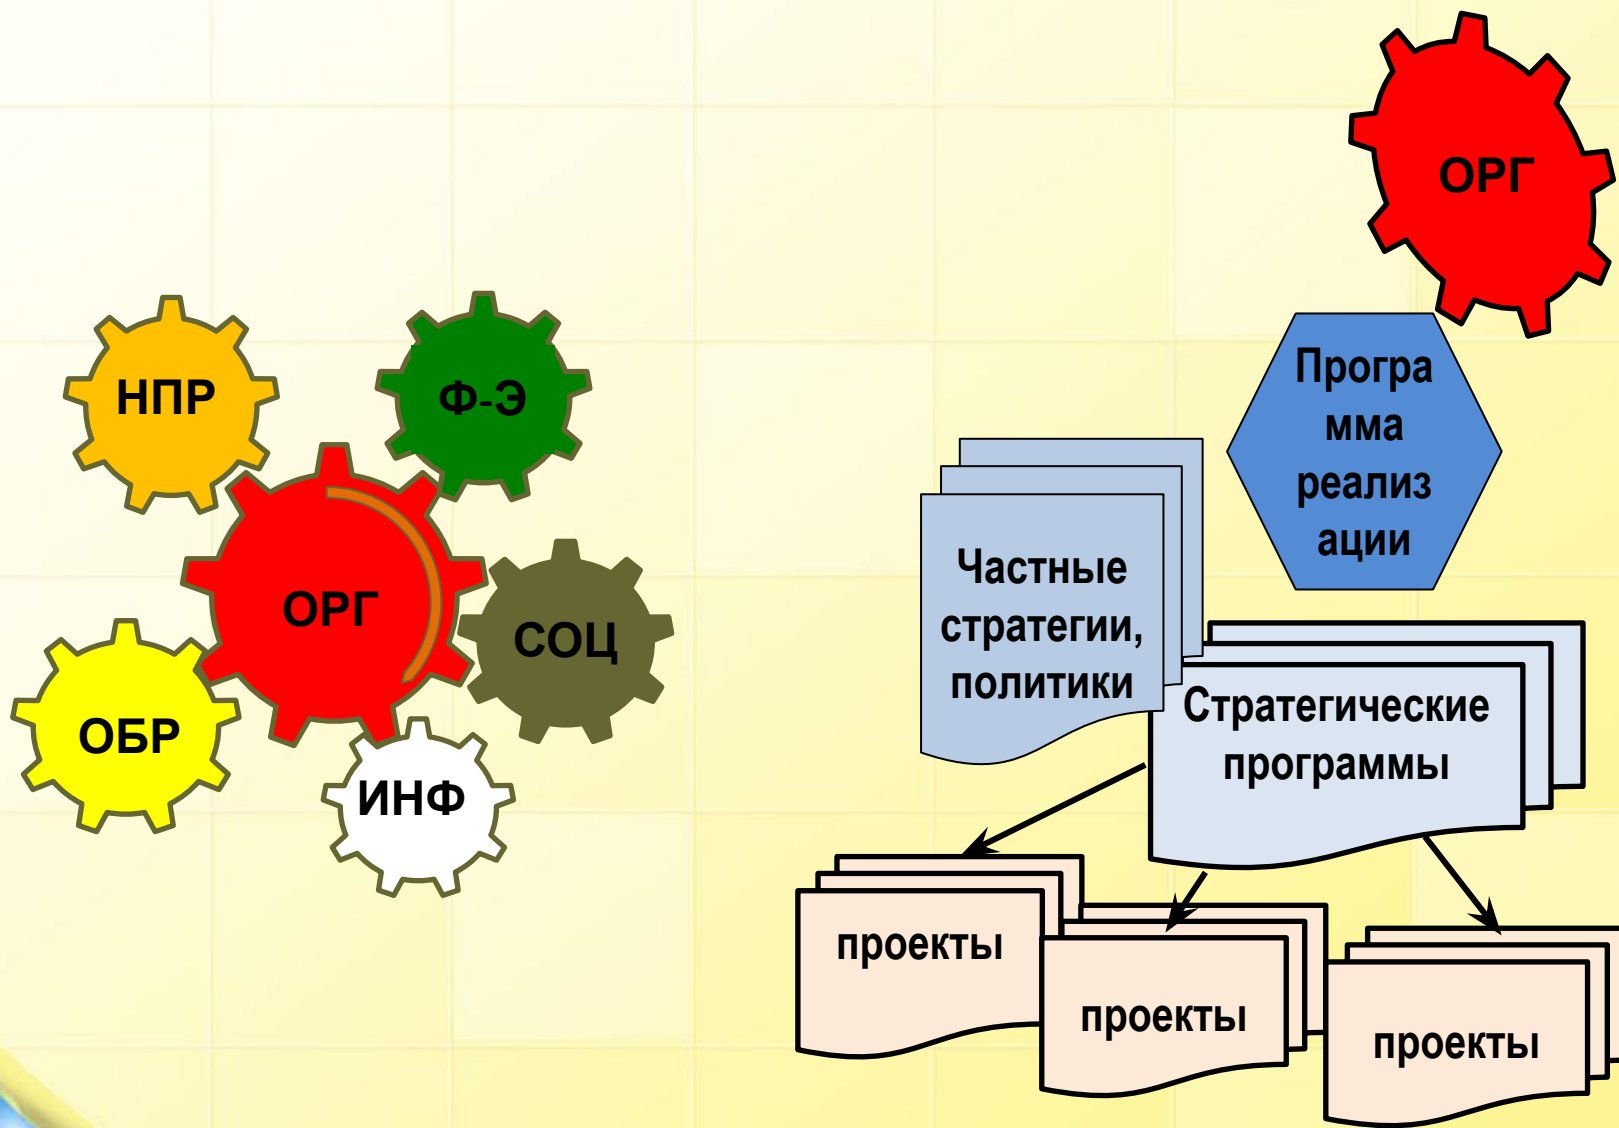 НПР
Ф-Э
ОРГ
СОЦ
ОБР
ИНФ
ОРГ
Програ
мма
реализ
ации
Частные
стратегии,
политики
Стратегические
программы
проекты
проекты
проекты